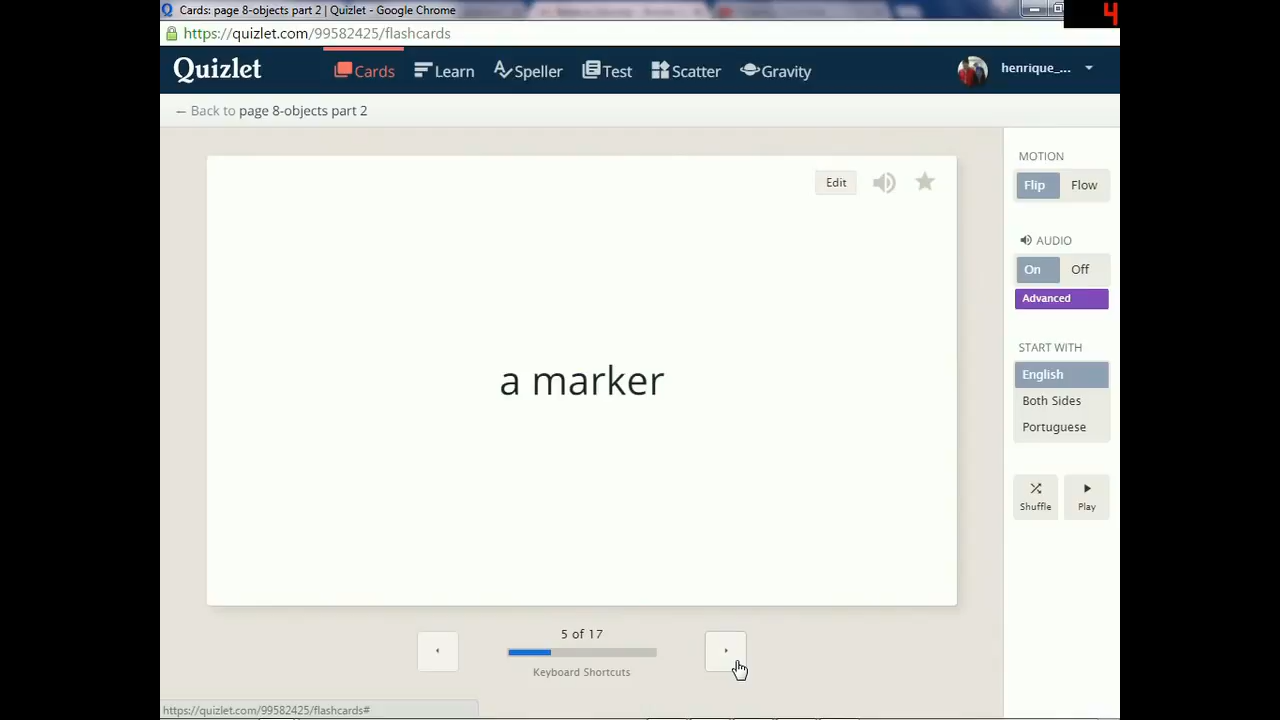 Cards: page 8-objects part 2 | Quizlet - Google Chrome
4
https://quizlet.com/99582425/flashcards
Quizlet
Cards
Learn
Speller
Test
Scatter
Gravity
henrique_...
← Back to page 8-objects part 2
Edit
a marker
MOTION
Flip
Flow
AUDIO
On
Off
Advanced
START WITH
English
Both Sides
Portuguese
Shuffle
Play
5 of 17
Keyboard Shortcuts
https://quizlet.com/99582425/flashcards#